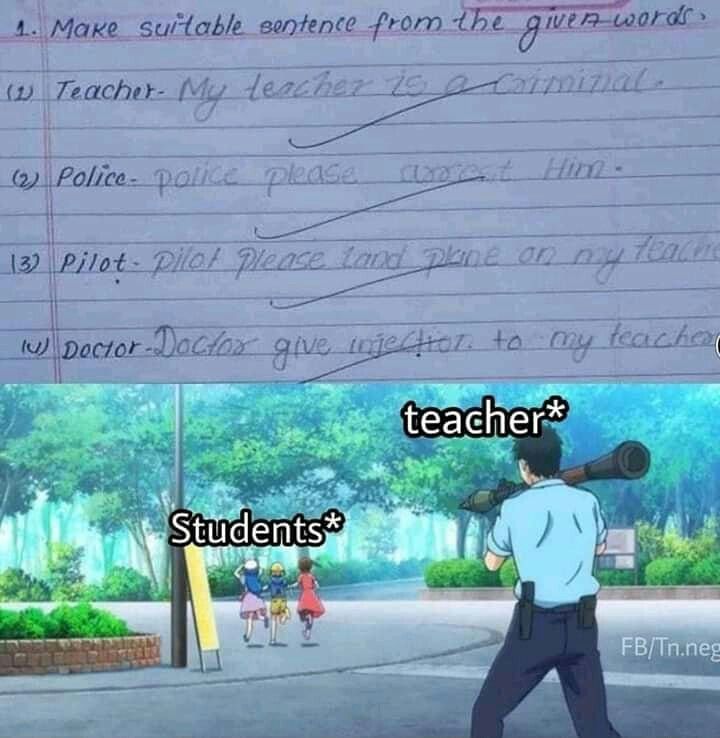 1. Make suitable sentence from the given words.
(1) Teacher- My teacher is a criminal.
(2) Police- police please arrest Him.
(3) Pilot- pilot please land plane on my teache
(4) Doctor- Doctor give injection to my teacher
teacher*
Students*
FB/Tn.neg